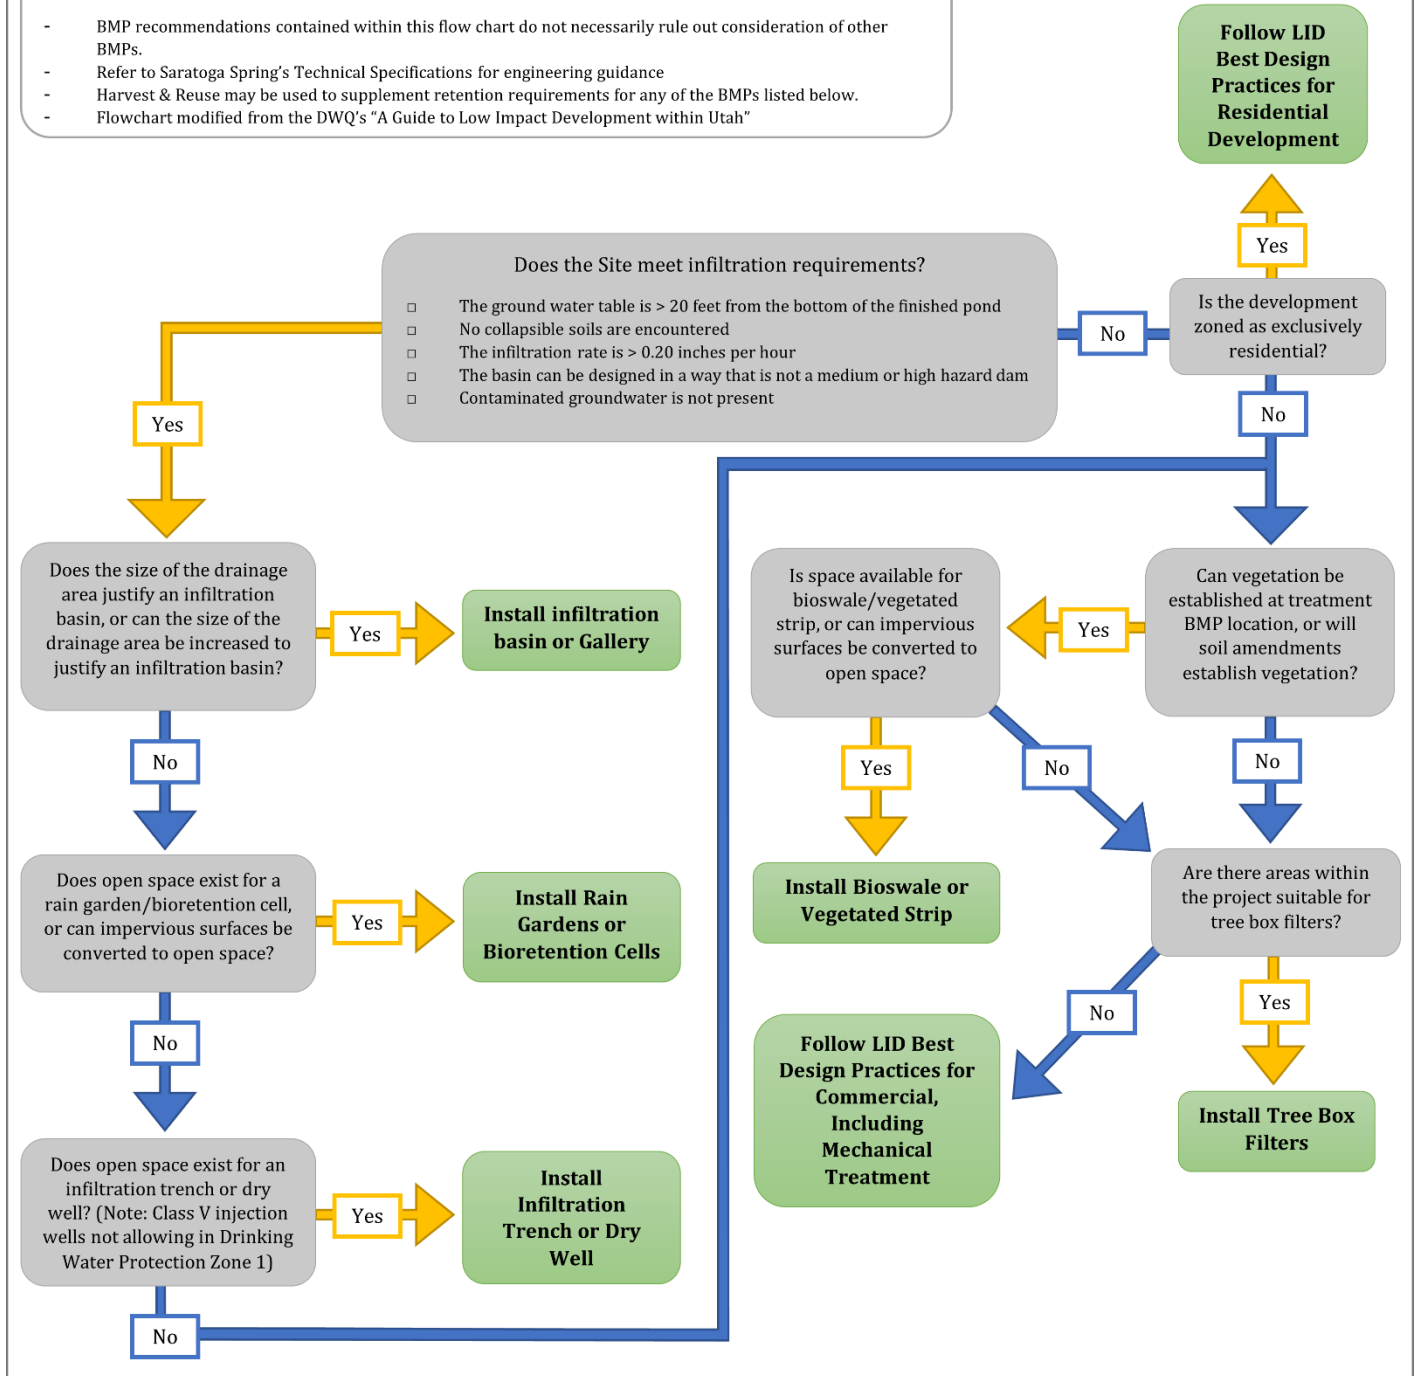 - BMP recommendations contained within this flow chart do not necessarily rule out consideration of other
BMPs.
- Refer to Saratoga Spring's Technical Specifications for engineering guidance
- Harvest & Reuse may be used to supplement retention requirements for any of the BMPs listed below.
- Flowchart modified from the DWQ's "A Guide to Low Impact Development within Utah"
Follow LID
Best Design
Practices for
Residential
Development
Yes
Is the development
zoned as exclusively
residential?
No
No
Does the Site meet infiltration requirements?
□ The ground water table is > 20 feet from the bottom of the finished pond
□ No collapsible soils are encountered
□ The infiltration rate is > 0.20 inches per hour
□ The basin can be designed in a way that is not a medium or high hazard dam
□ Contaminated groundwater is not present
Yes
Does the size of the drainage
area justify an infiltration
basin, or can the size of the
drainage area be increased to
justify an infiltration basin?
Yes
Install infiltration
basin or Gallery
No
Does open space exist for a
rain garden/bioretention cell,
or can impervious surfaces be
converted to open space?
Yes
Install Rain
Gardens or
Bioretention Cells
No
Does open space exist for an
infiltration trench or dry
well? (Note: Class V injection
wells not allowing in Drinking
Water Protection Zone 1)
Yes
Install
Infiltration
Trench or Dry
Well
No
Can vegetation be
established at treatment
BMP location, or will
soil amendments
establish vegetation?
Yes
Is space available for
bioswale/vegetated
strip, or can impervious
surfaces be converted to
open space?
Yes
No
No
Install Bioswale or
Vegetated Strip
Are there areas within
the project suitable for
tree box filters?
No
Yes
Follow LID Best
Design Practices for
Commercial,
Including
Mechanical
Treatment
Install Tree Box
Filters